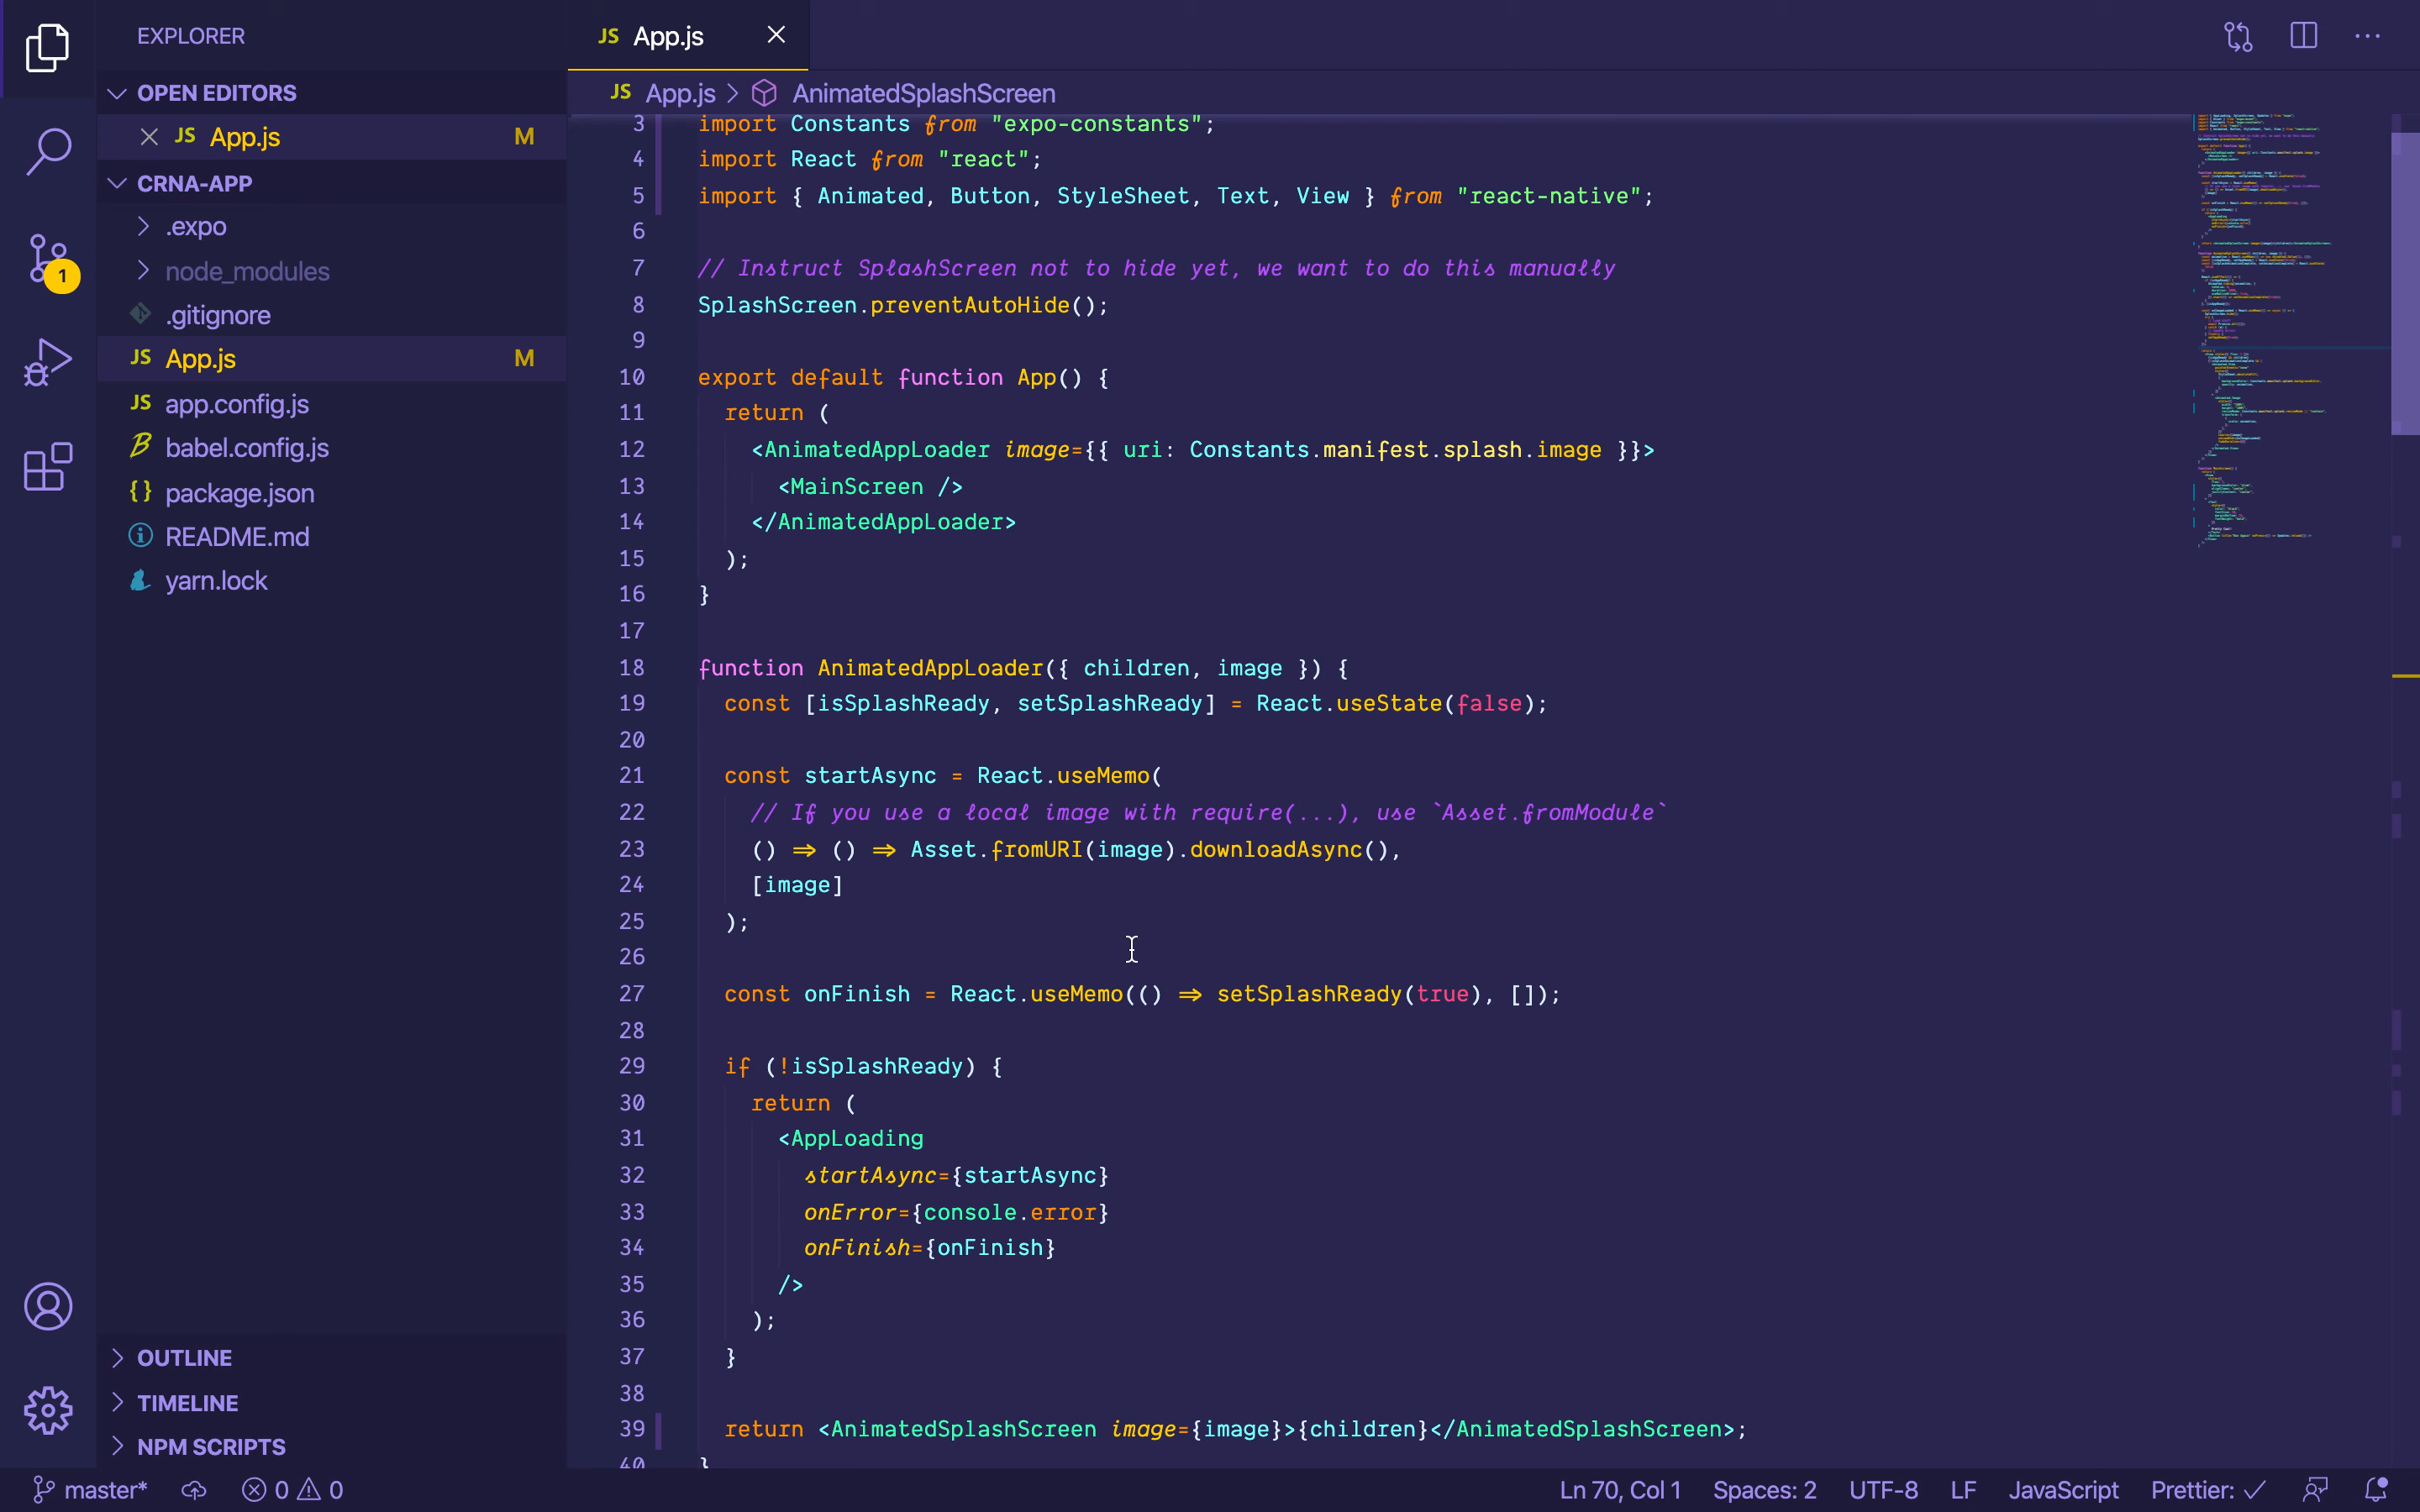 EXPLORER
OPEN EDITORS
JS App.js M
CRNA-APP
.expo
node_modules
.gitignore
JS App.js M
JS app.config.js
babel.config.js
{} package.json
README.md
yarn.lock
OUTLINE
TIMELINE
NPM SCRIPTS
1
JS App.js
JS App.js > AnimatedSplashScreen
3 import Constants from "expo-constants";
4 import React from "react";
5 import { Animated, Button, StyleSheet, Text, View } from "react-native";
6
7 // Instruct SplashScreen not to hide yet, we want to do this manually
8 SplashScreen.preventAutoHide();
9
10 export default function App() {
11 return (
12 <AnimatedAppLoader image={{ uri: Constants.manifest.splash.image }}>
13 <MainScreen />
14 </AnimatedAppLoader>
15 );
16 }
17
18 function AnimatedAppLoader({ children, image }) {
19 const [isSplashReady, setSplashReady] = React.useState(false);
20
21 const startAsync = React.useMemo(
22 // If you use a local image with require(...), use `Asset.fromModule`
23 () => () => Asset.fromURI(image).downloadAsync(),
24 [image]
25 );
26
27 const onFinish = React.useMemo(() => setSplashReady(true), []);
28
29 if (!isSplashReady) {
30 return (
31 <AppLoading
32 startAsync={startAsync}
33 onError={console.error}
34 onFinish={onFinish}
35 />
36 );
37 }
38
39 return <AnimatedSplashScreen image={image}>{children}</AnimatedSplashScreen>;
40 }
master* 0 0 Ln 70, Col 1 Spaces: 2 UTF-8 LF JavaScript Prettier: ✓